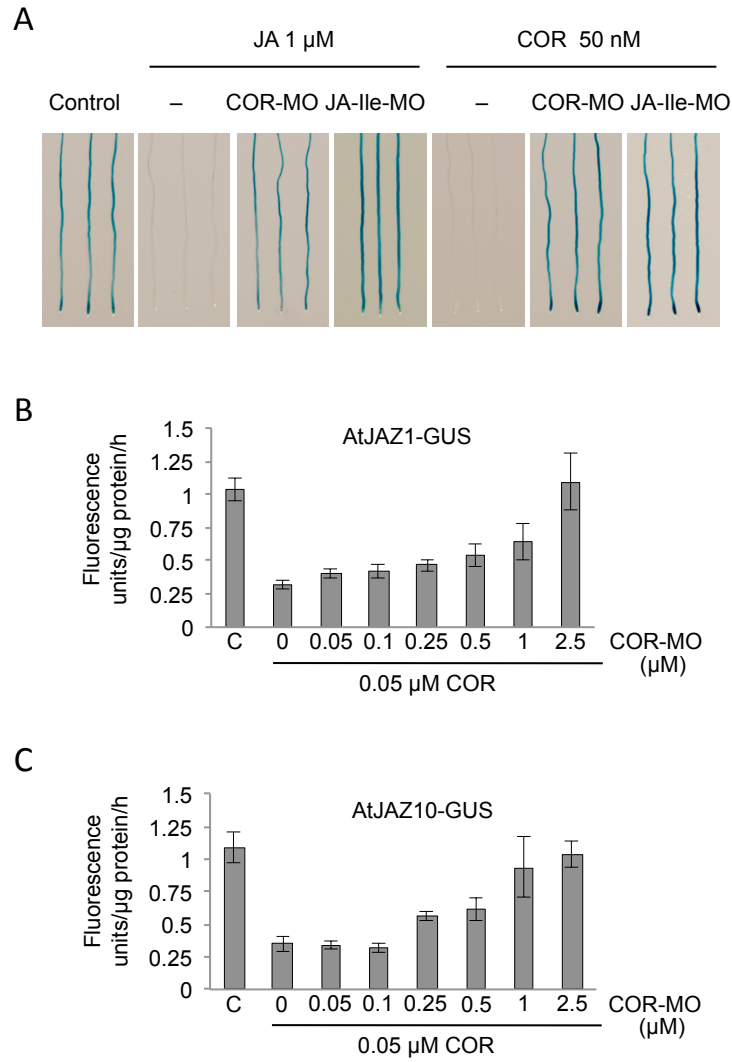 A
JA 1 µM COR 50 nM
Control – COR-MO JA-Ile-MO – COR-MO JA-Ile-MO
B
AtJAZ1-GUS
Fluorescence
units/µg protein/h
1.5
1.25
1
0.75
0.5
0.25
0
C 0 0.05 0.1 0.25 0.5 1 2.5 COR-MO
(µM)
0.05 µM COR
C
AtJAZ10-GUS
Fluorescence
units/µg protein/h
1.5
1.25
1
0.75
0.5
0.25
0
C 0 0.05 0.1 0.25 0.5 1 2.5 COR-MO
(µM)
0.05 µM COR